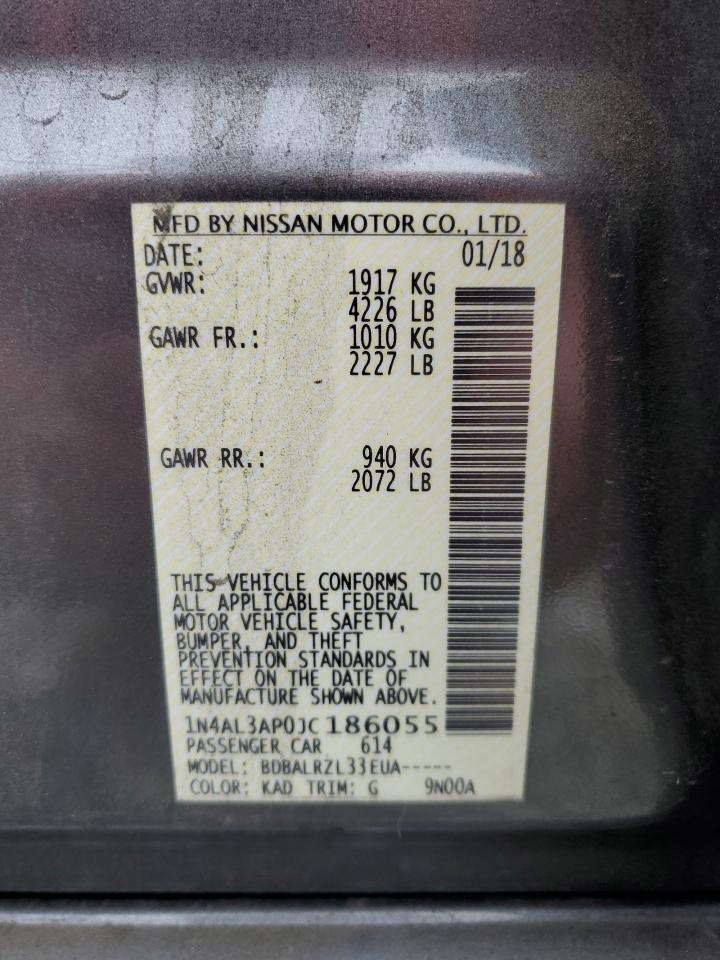 MFD BY NISSAN MOTOR CO., LTD.
DATE: 01/18
GVWR: 1917 KG
4226 LB
GAWR FR.: 1010 KG
2227 LB
GAWR RR.: 940 KG
2072 LB
THIS VEHICLE CONFORMS TO
ALL APPLICABLE FEDERAL
MOTOR VEHICLE SAFETY,
BUMPER, AND THEFT
PREVENTION STANDARDS IN
EFFECT ON THE DATE OF
MANUFACTURE SHOWN ABOVE.
1N4AL3AP0JC186055
PASSENGER CAR 614
MODEL: BDBALRZL33EUA-----
COLOR: KAD TRIM: G 9N00A